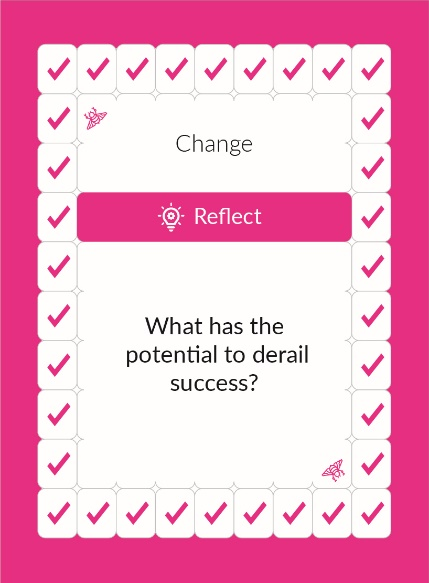 Change
Reflect
What has the
potential to derail
success?